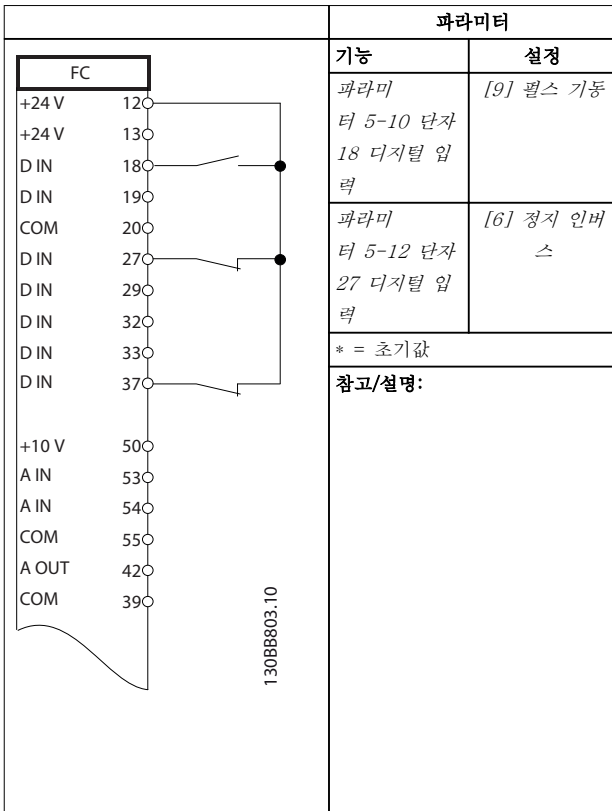 파라미터
기능 설정
파라미
터 5-10 단자
18 디지털 입
력
[9] 펄스 기동
파라미
터 5-12 단자
27 디지털 입
력
[6] 정지 인버
스
* = 초기값
참고/설명:
FC
+24 V 12
+24 V 13
D IN 18
D IN 19
COM 20
D IN 27
D IN 29
D IN 32
D IN 33
D IN 37
+10 V 50
A IN 53
A IN 54
COM 55
A OUT 42
COM 39
130BB803.10